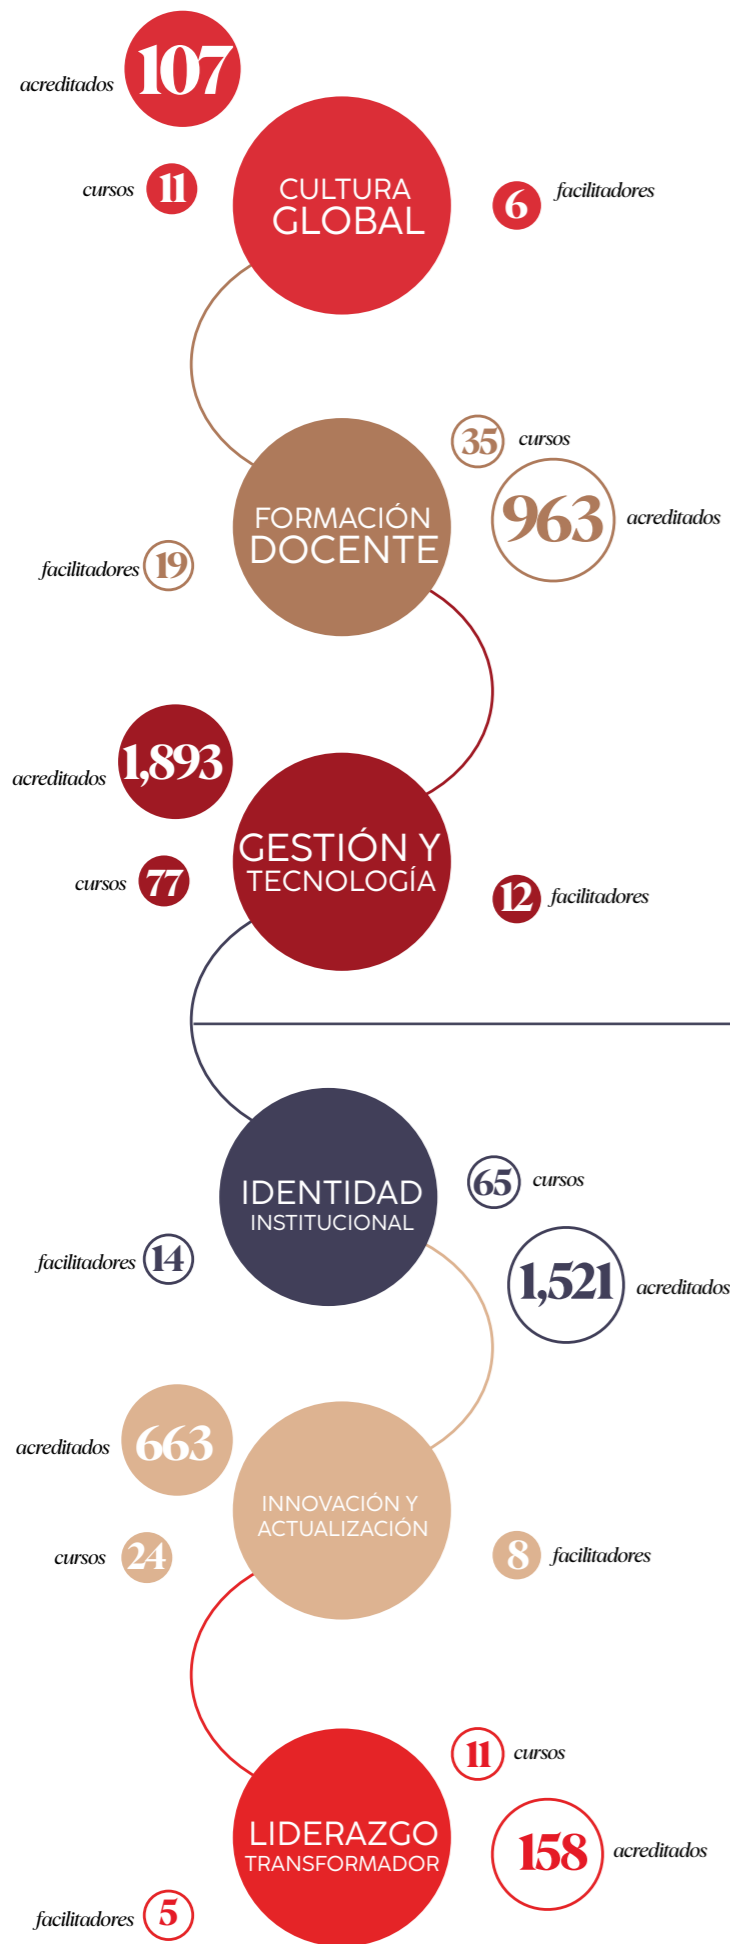 acreditados 107
cursos 11
CULTURA
GLOBAL
6 facilitadores
35 cursos
963 acreditados
FORMACIÓN
DOCENTE
facilitadores 19
acreditados 1,893
cursos 77
GESTIÓN Y
TECNOLOGÍA
12 facilitadores
65 cursos
IDENTIDAD
INSTITUCIONAL
facilitadores 14
1,521 acreditados
acreditados 663
cursos 24
INNOVACIÓN Y
ACTUALIZACIÓN
8 facilitadores
11 cursos
LIDERAZGO
TRANSFORMADOR
158 acreditados
facilitadores 5